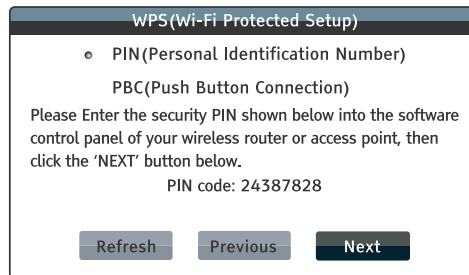 WPS(Wi-Fi Protected Setup)
PIN(Personal Identification Number)
PBC(Push Button Connection)
Please Enter the security PIN shown below into the software
control panel of your wireless router or access point, then
click the ‘NEXT’ button below.
PIN code: 24387828
Refresh Previous Next